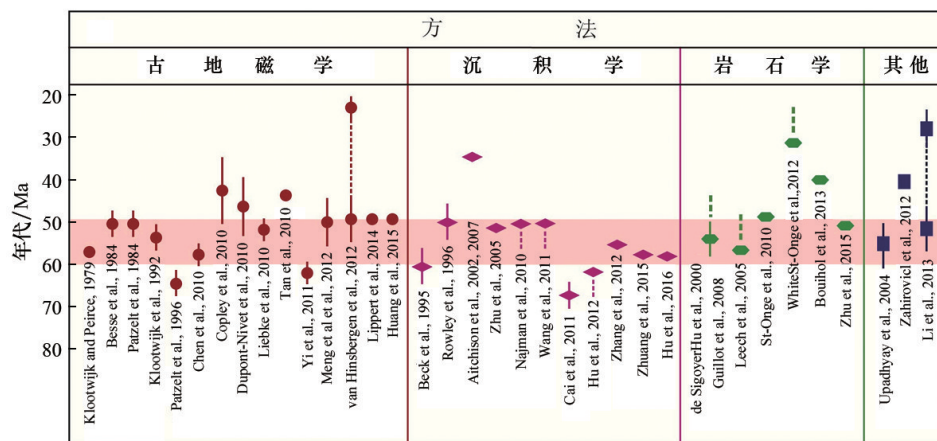 方 法
古 地 磁 学
沉 积 学
岩 石 学
其 他
年代/Ma
20
30
40
50
60
70
80
Klootwijk and Peirce, 1979
Besse et al., 1984
Patzelt et al., 1984
Klootwijk et al., 1992
Patzelt et al., 1996
Chen et al., 2010
Copley et al., 2010
Dupont-Nivet et al., 2010
Liebke et al., 2010
Tan et al., 2010
Yi et al., 2011
Meng et al et al., 2012
van Hinsbergen et al., 2012
Lippert et al., 2014
Huang et al., 2015
Beck et al., 1995
Rowley et al., 1996
Aitchison et al., 2002, 2007
Zhu et al., 2005
Najman et al., 2010
Wang et al., 2011
Cai et al., 2011
Hu et al., 2012
Zhang et al., 2012
Zhuang et al., 2015
Hu et al., 2016
de SigoyerHu et al., 2000
Guillot et al., 2008
Leech et al., 2005
St-Onge et al., 2010
WhiteSt-Onge et al.,2012
Bouihol et al., 2013
Zhu et al., 2015
Upadhyay et al., 2004
Zahirovicl et al., 2012
Li et al., 2013